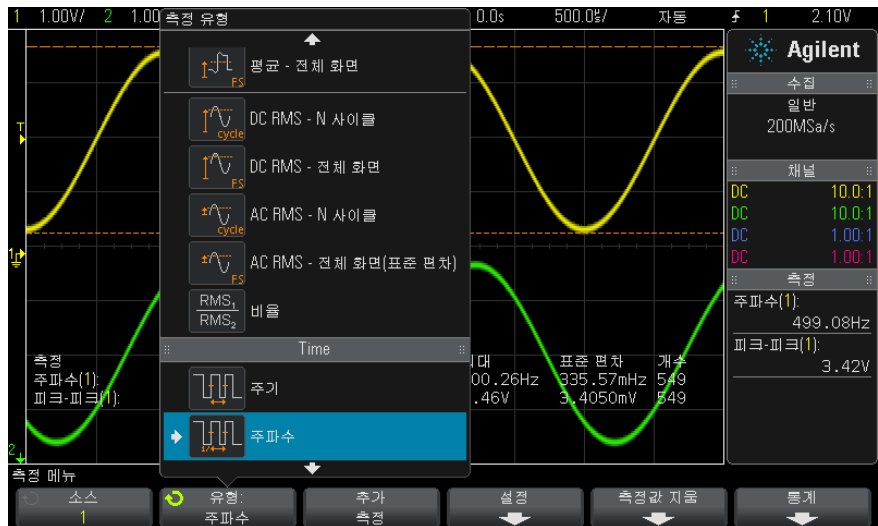 1 1.00V/ 2 1.00 0.0s 500.0㎲/ 자동 1 2.10V
측정 유형
평균 - 전체 화면
FS
DC RMS - N 사이클
cycle
DC RMS - 전체 화면
FS
AC RMS - N 사이클
cycle
AC RMS - 전체 화면(표준 편차)
FS
RMS₁
RMS₂
비율
Time
주기
주파수
1/
T
1
2
측정
주파수(1):
피크-피크(1):
대 표준 편차 개수
00.26Hz 335.57mHz 549
.46V 3.4050mV 549
Agilent
수집
일반
200MSa/s
채널
DC 10.0:1
DC 10.0:1
DC 1.00:1
DC 1.00:1
측정
주파수(1):
499.08Hz
피크-피크(1):
3.42V
측정 메뉴
소스
1
유형:
주파수
추가
측정
설정
측정값 지움
통계